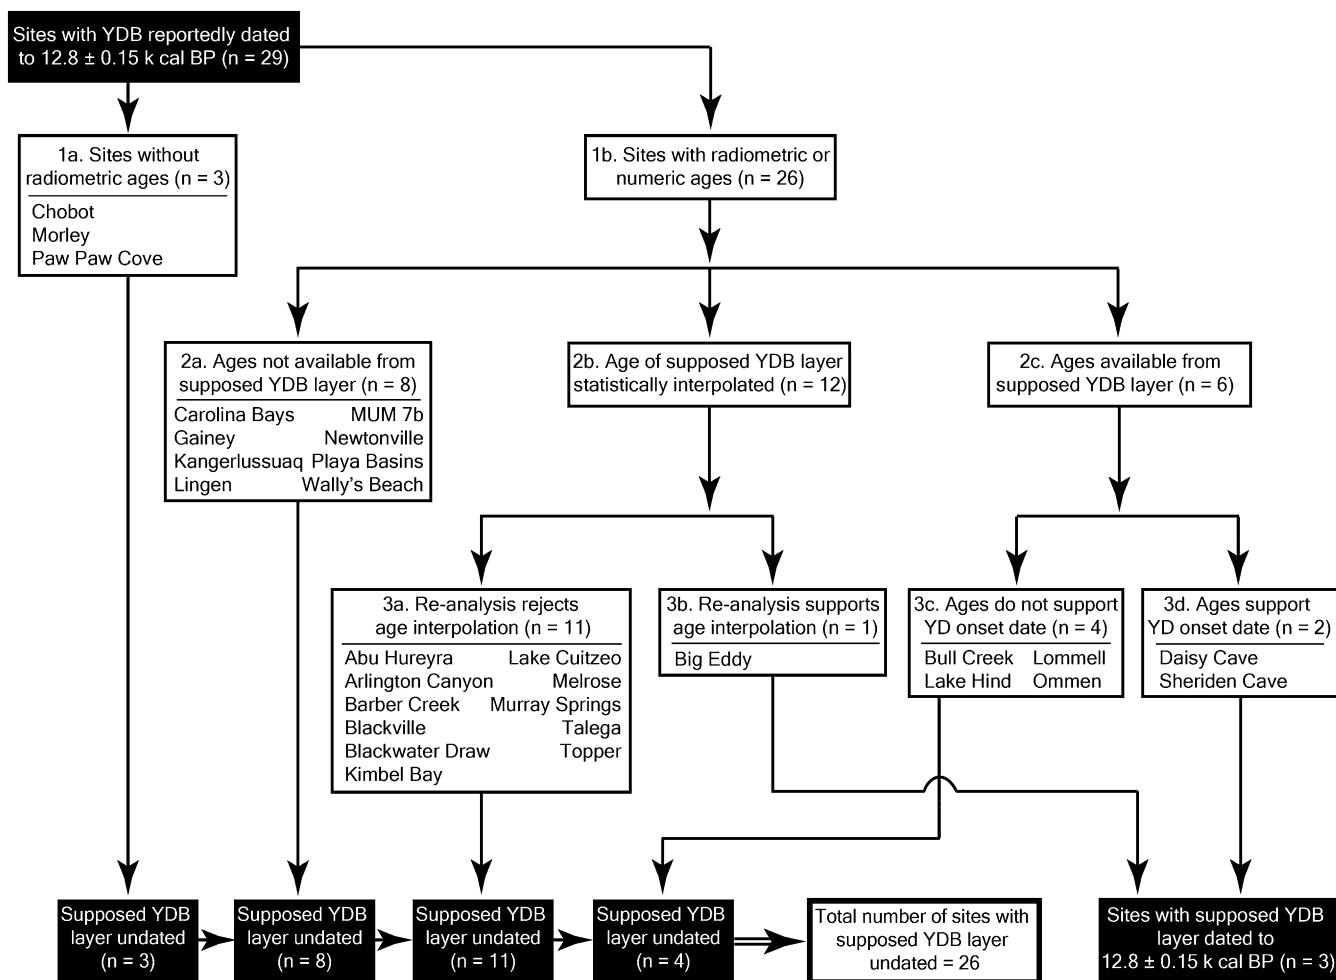 Sites with YDB reportedly dated
to 12.8 ± 0.15 k cal BP (n = 29)
1a. Sites without
radiometric ages (n = 3)
Chobot
Morley
Paw Paw Cove
1b. Sites with radiometric or
numeric ages (n = 26)
2a. Ages not available from
supposed YDB layer (n = 8)
Carolina Bays MUM 7b
Gainey Newtonville
Kangerlussuaq Playa Basins
Lingen Wally's Beach
2b. Age of supposed YDB layer
statistically interpolated (n = 12)
2c. Ages available from
supposed YDB layer (n = 6)
3a. Re-analysis rejects
age interpolation (n = 11)
Abu Hureyra Lake Cuitzeo
Arlington Canyon Melrose
Barber Creek Murray Springs
Blackville Talega
Blackwater Draw Topper
Kimbel Bay
3b. Re-analysis supports
age interpolation (n = 1)
Big Eddy
3c. Ages do not support
YD onset date (n = 4)
Bull Creek Lommell
Lake Hind Ommen
3d. Ages support
YD onset date (n = 2)
Daisy Cave
Sheriden Cave
Supposed YDB
layer undated
(n = 3)
Supposed YDB
layer undated
(n = 8)
Supposed YDB
layer undated
(n = 11)
Supposed YDB
layer undated
(n = 4)
Total number of sites with
supposed YDB layer
undated = 26
Sites with supposed YDB
layer dated to
12.8 ± 0.15 k cal BP (n = 3)